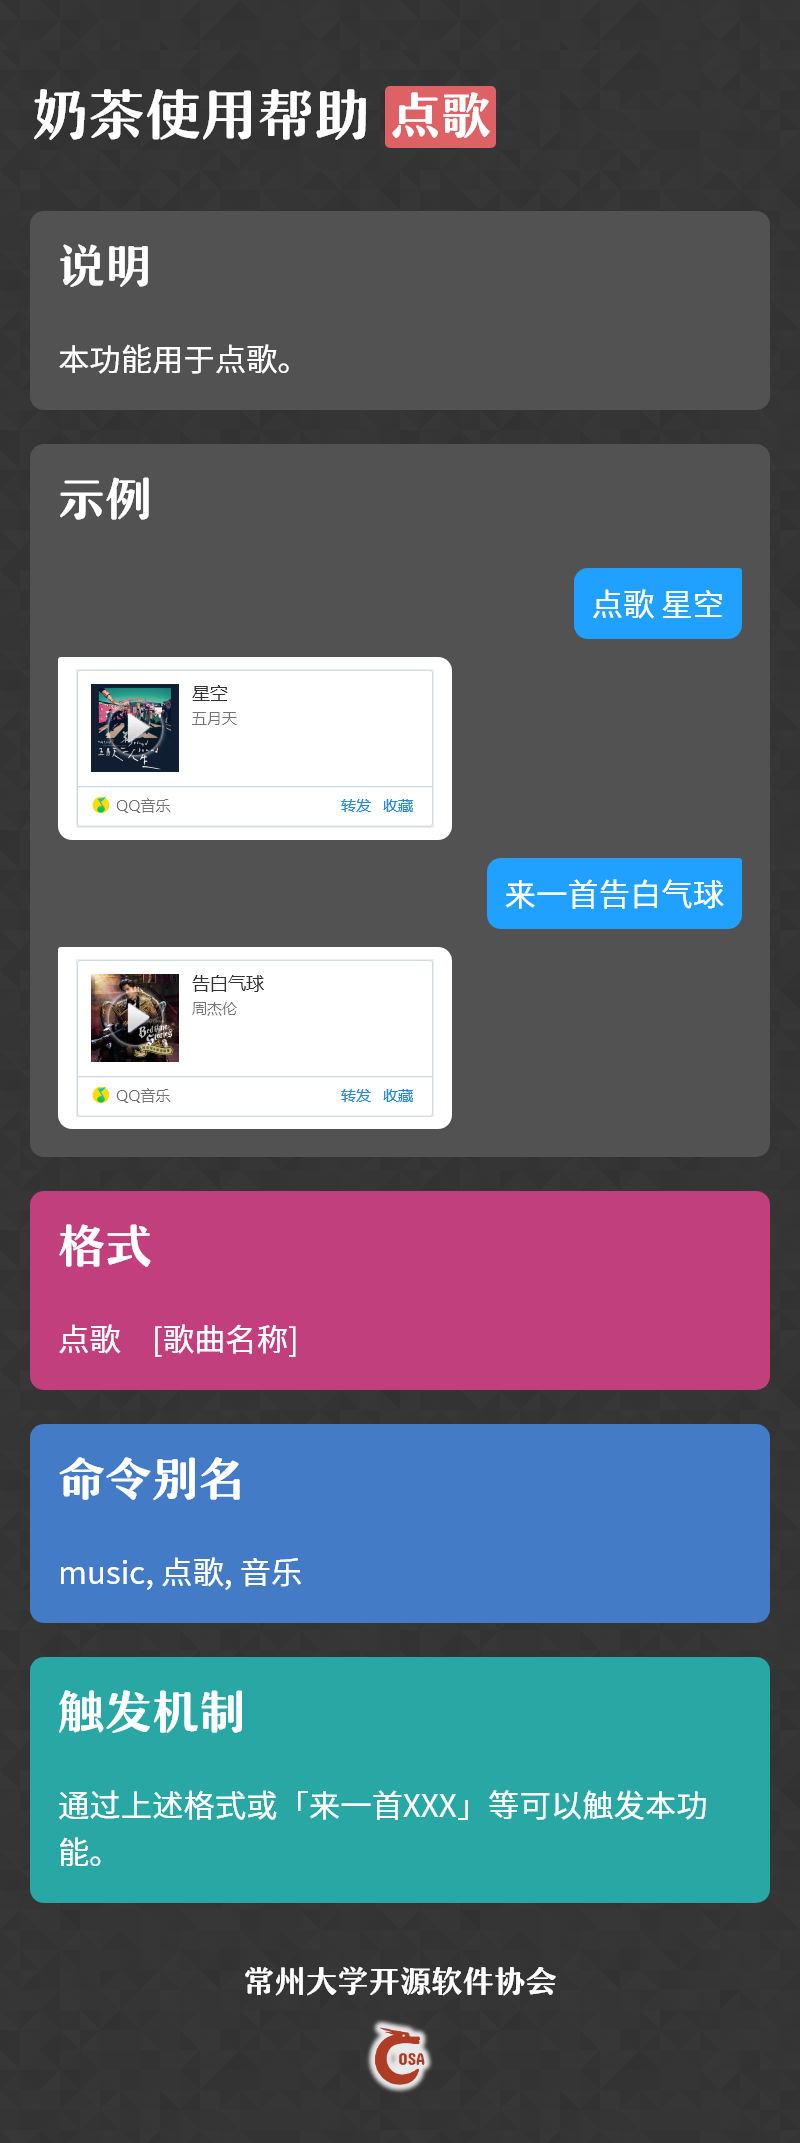 奶茶使用帮助 点歌
说明
本功能用于点歌。
示例
点歌 星空
星空
五月天
QQ音乐 转发 收藏
来一首告白气球
告白气球
周杰伦
QQ音乐 转发 收藏
格式
点歌 [歌曲名称]
命令别名
music, 点歌, 音乐
触发机制
通过上述格式或「来一首XXX」等可以触发本功
能。
常州大学开源软件协会
OSA